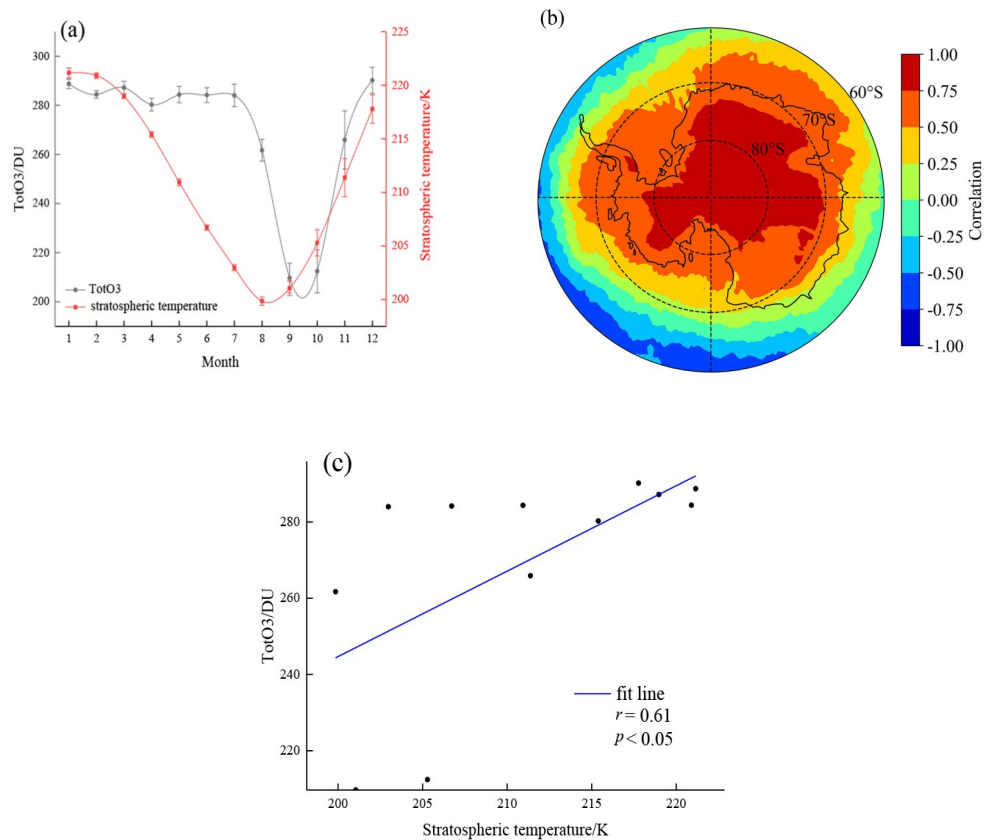 (a)
300
280
260
240
220
200
TotO3/DU
225
220
215
210
205
200
Stratospheric temperature/K
TotO3
stratospheric temperature
1 2 3 4 5 6 7 8 9 10 11 12
Month
(b)
60°S
70°S
80°S
1.00
0.75
0.50
0.25
0.00
-0.25
-0.50
-0.75
-1.00
Correlation
(c)
280
260
240
220
TotO3/DU
fit line
r = 0.61
p < 0.05
200 205 210 215 220
Stratospheric temperature/K